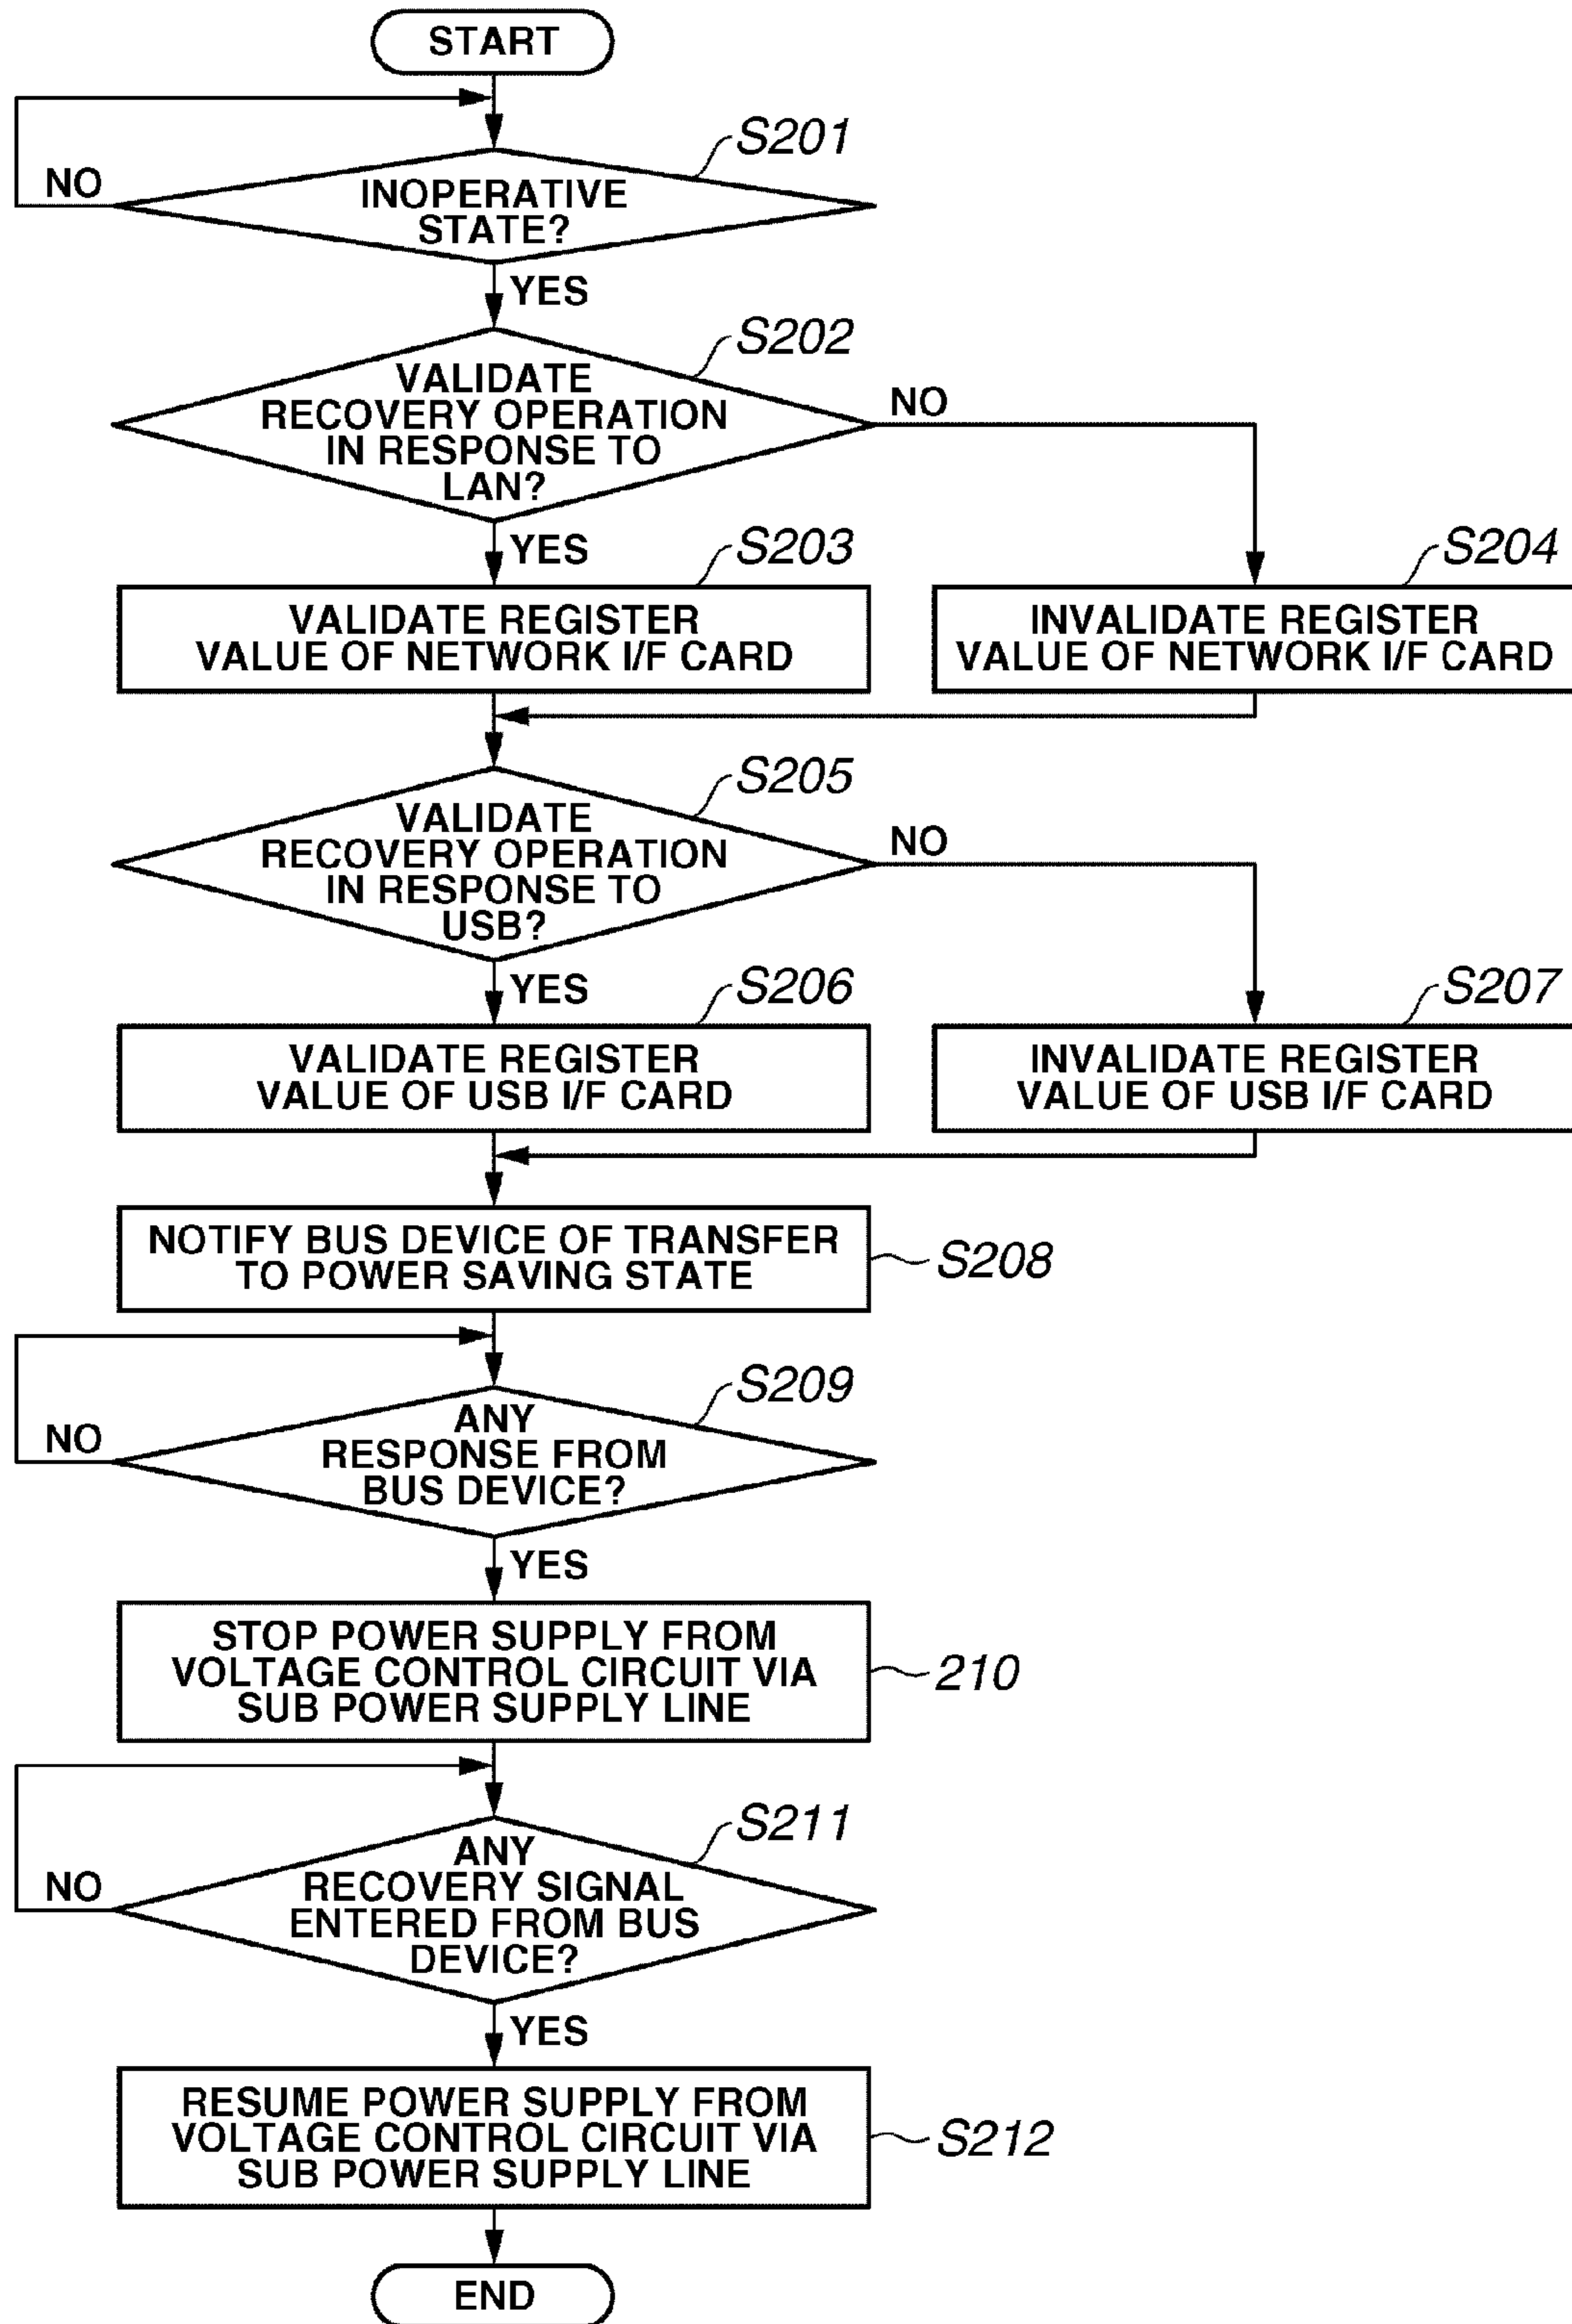 START
S201
NO
INOPERATIVE
STATE?
YES
S202
VALIDATE
RECOVERY OPERATION
IN RESPONSE TO
LAN?
NO
YES
S203
S204
VALIDATE REGISTER
VALUE OF NETWORK I/F CARD
INVALIDATE REGISTER
VALUE OF NETWORK I/F CARD
S205
VALIDATE
RECOVERY OPERATION
IN RESPONSE TO
USB?
NO
YES
S206
S207
VALIDATE REGISTER
VALUE OF USB I/F CARD
INVALIDATE REGISTER
VALUE OF USB I/F CARD
NOTIFY BUS DEVICE OF TRANSFER
TO POWER SAVING STATE
S208
S209
NO
ANY
RESPONSE FROM
BUS DEVICE?
YES
STOP POWER SUPPLY FROM
VOLTAGE CONTROL CIRCUIT VIA
SUB POWER SUPPLY LINE
210
S211
NO
ANY
RECOVERY SIGNAL
ENTERED FROM BUS
DEVICE?
YES
RESUME POWER SUPPLY FROM
VOLTAGE CONTROL CIRCUIT VIA
SUB POWER SUPPLY LINE
S212
END